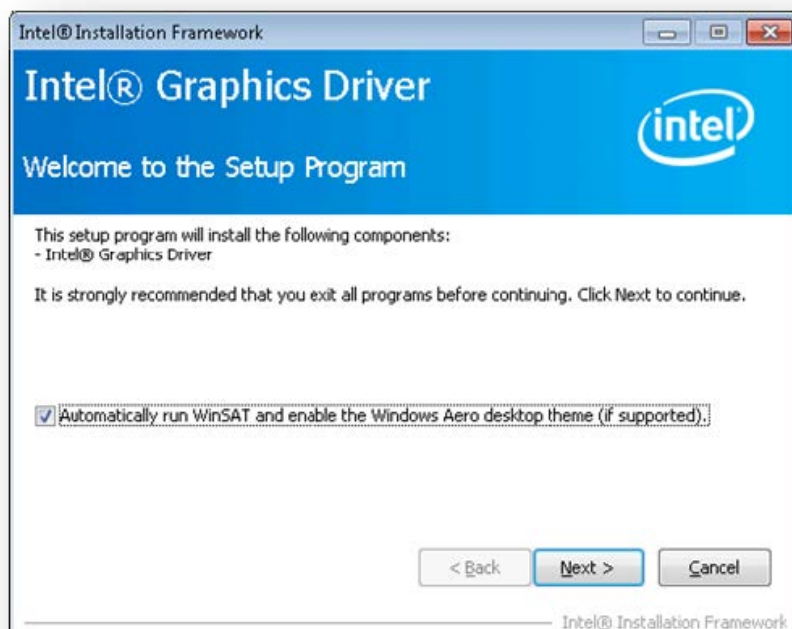 Intel® Installation Framework
Intel® Graphics Driver
intel
Welcome to the Setup Program
This setup program will install the following components:
- Intel® Graphics Driver
It is strongly recommended that you exit all programs before continuing. Click Next to continue.
Automatically run WinSAT and enable the Windows Aero desktop theme (if supported).
< Back Next > Cancel
Intel® Installation Framework